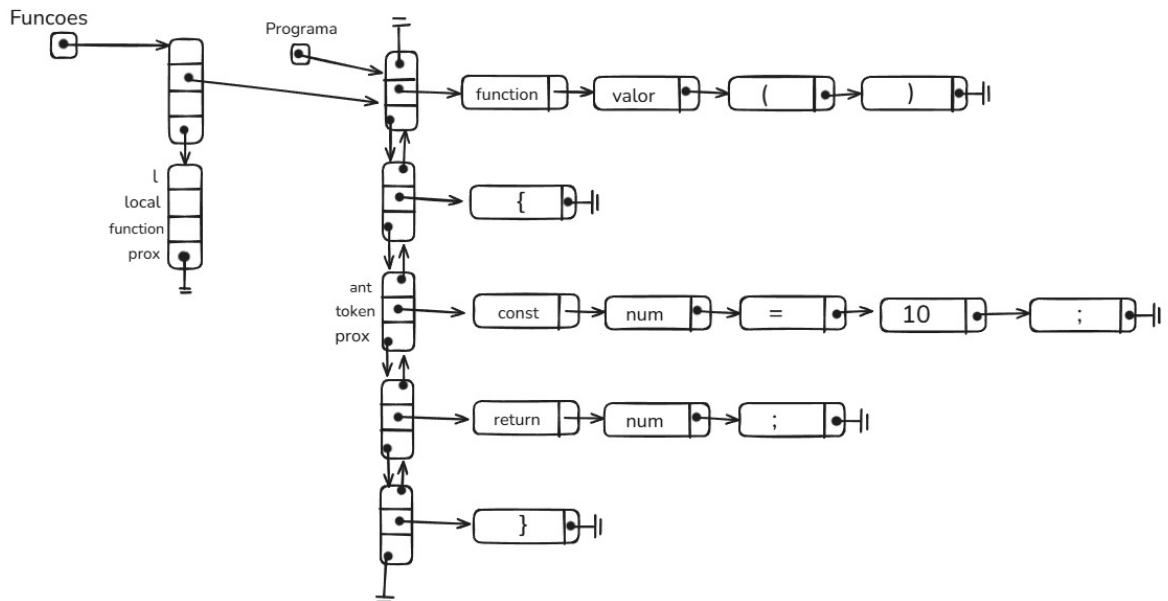 Funcoes
Programa
function valor ( )
l
local
function
prox
{
ant
token
prox
const num = 10 ;
return num ;
}